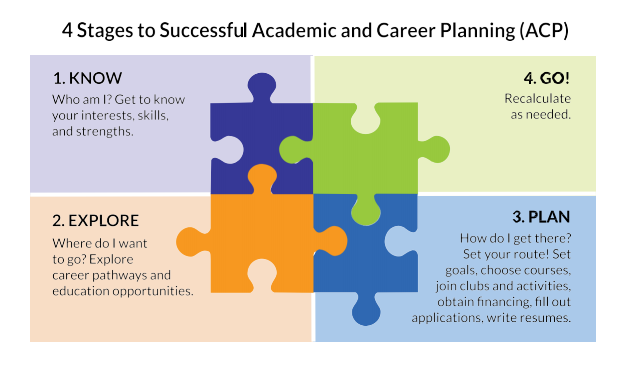 4 Stages to Successful Academic and Career Planning (ACP)
1. KNOW
Who am I? Get to know
your interests, skills,
and strengths.
2. EXPLORE
Where do I want
to go? Explore
career pathways and
education opportunities.
3. PLAN
How do I get there?
Set your route! Set
goals, choose courses,
join clubs and activities,
obtain financing, fill out
applications, write resumes.
4. GO!
Recalculate
as needed.